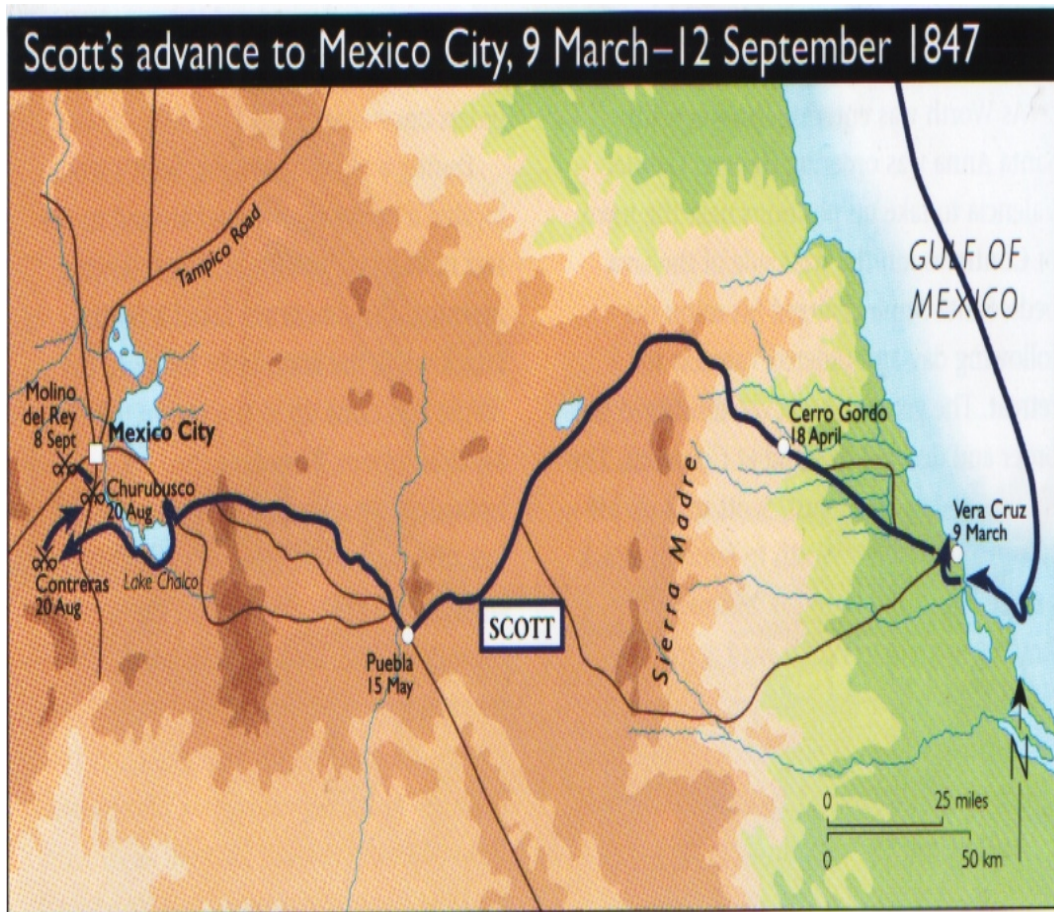 Scott's advance to Mexico City, 9 March–12 September 1847
GULF OF
MEXICO
Tampico Road
Molino
del Rey
8 Sept
Mexico City
Churubusco
20 Aug
Contreras
20 Aug
Lake Chalco
Puebla
15 May
SCOTT
Sierra Madre
Cerro Gordo
18 April
Vera Cruz
9 March
N
0 25 miles
0 50 km